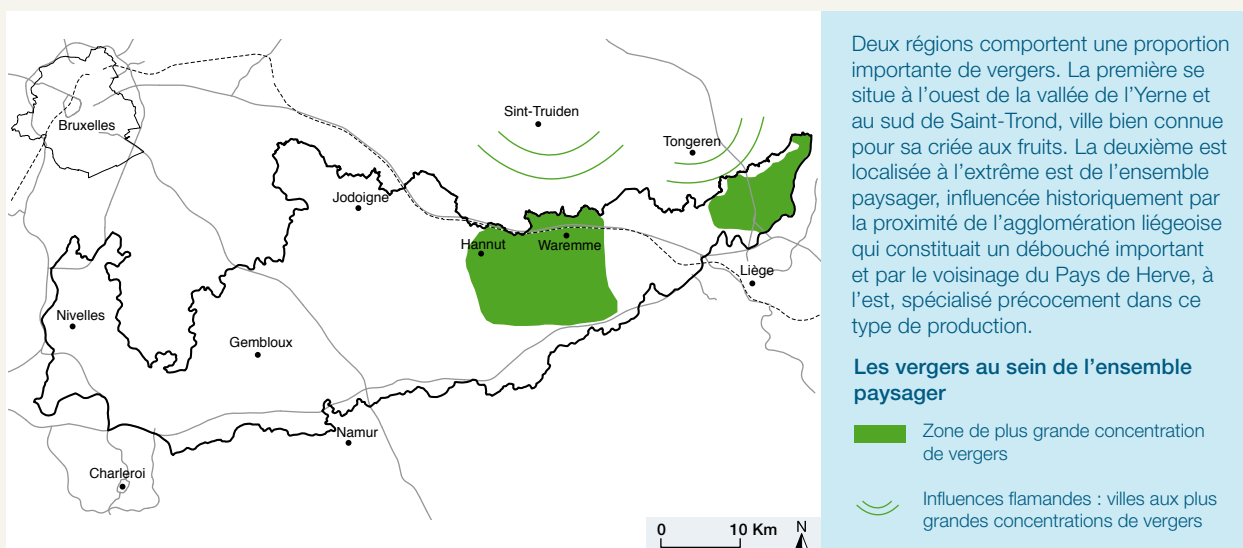 Bruxelles
Sint-Truiden
Tongeren
Jodoigne
Hannut
Waremme
Liège
Nivelles
Gembloux
Namur
Charleroi
0 10 Km N
Deux régions comportent une proportion
importante de vergers. La première se
situe à l'ouest de la vallée de l'Yerne et
au sud de Saint-Trond, ville bien connue
pour sa criée aux fruits. La deuxième est
localisée à l'extrême est de l'ensemble
paysager, influencée historiquement par
la proximité de l'agglomération liégeoise
qui constituait un débouché important
et par le voisinage du Pays de Herve, à
l'est, spécialisé précocement dans ce
type de production.
Les vergers au sein de l'ensemble
paysager
Zone de plus grande concentration
de vergers
Influences flamandes : villes aux plus
grandes concentrations de vergers